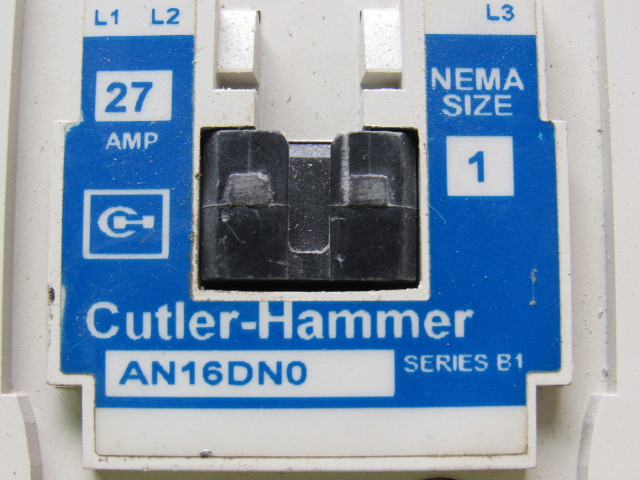 L1 L2 L3
27
AMP
NEMA
SIZE
1
Cutler-Hammer
AN16DN0
SERIES B1